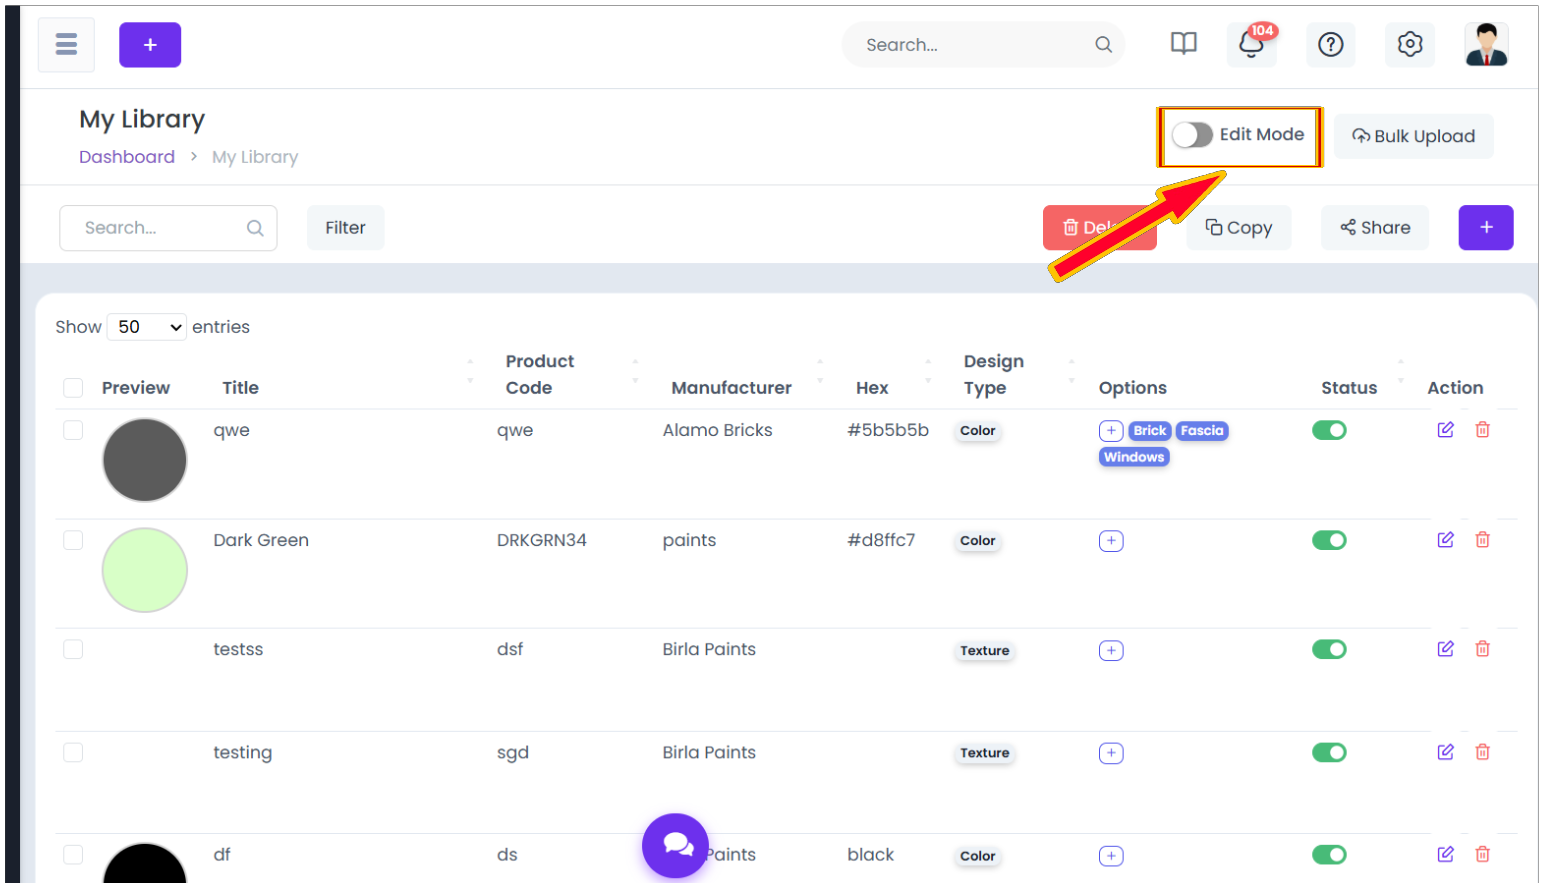 Search...
104
My Library
Edit Mode
Bulk Upload
Dashboard > My Library
Search...
Filter
Copy
Share
Show 50 entries
Preview Title Product Code Manufacturer Hex Design Type Options Status Action
qwe qwe Alamo Bricks #5b5b5b Color + Brick Fascia
Windows
Dark Green DRKGRN34 paints #d8ffc7 Color +
testss dsf Birla Paints Texture +
testing sgd Birla Paints Texture +
df ds Paints black Color +